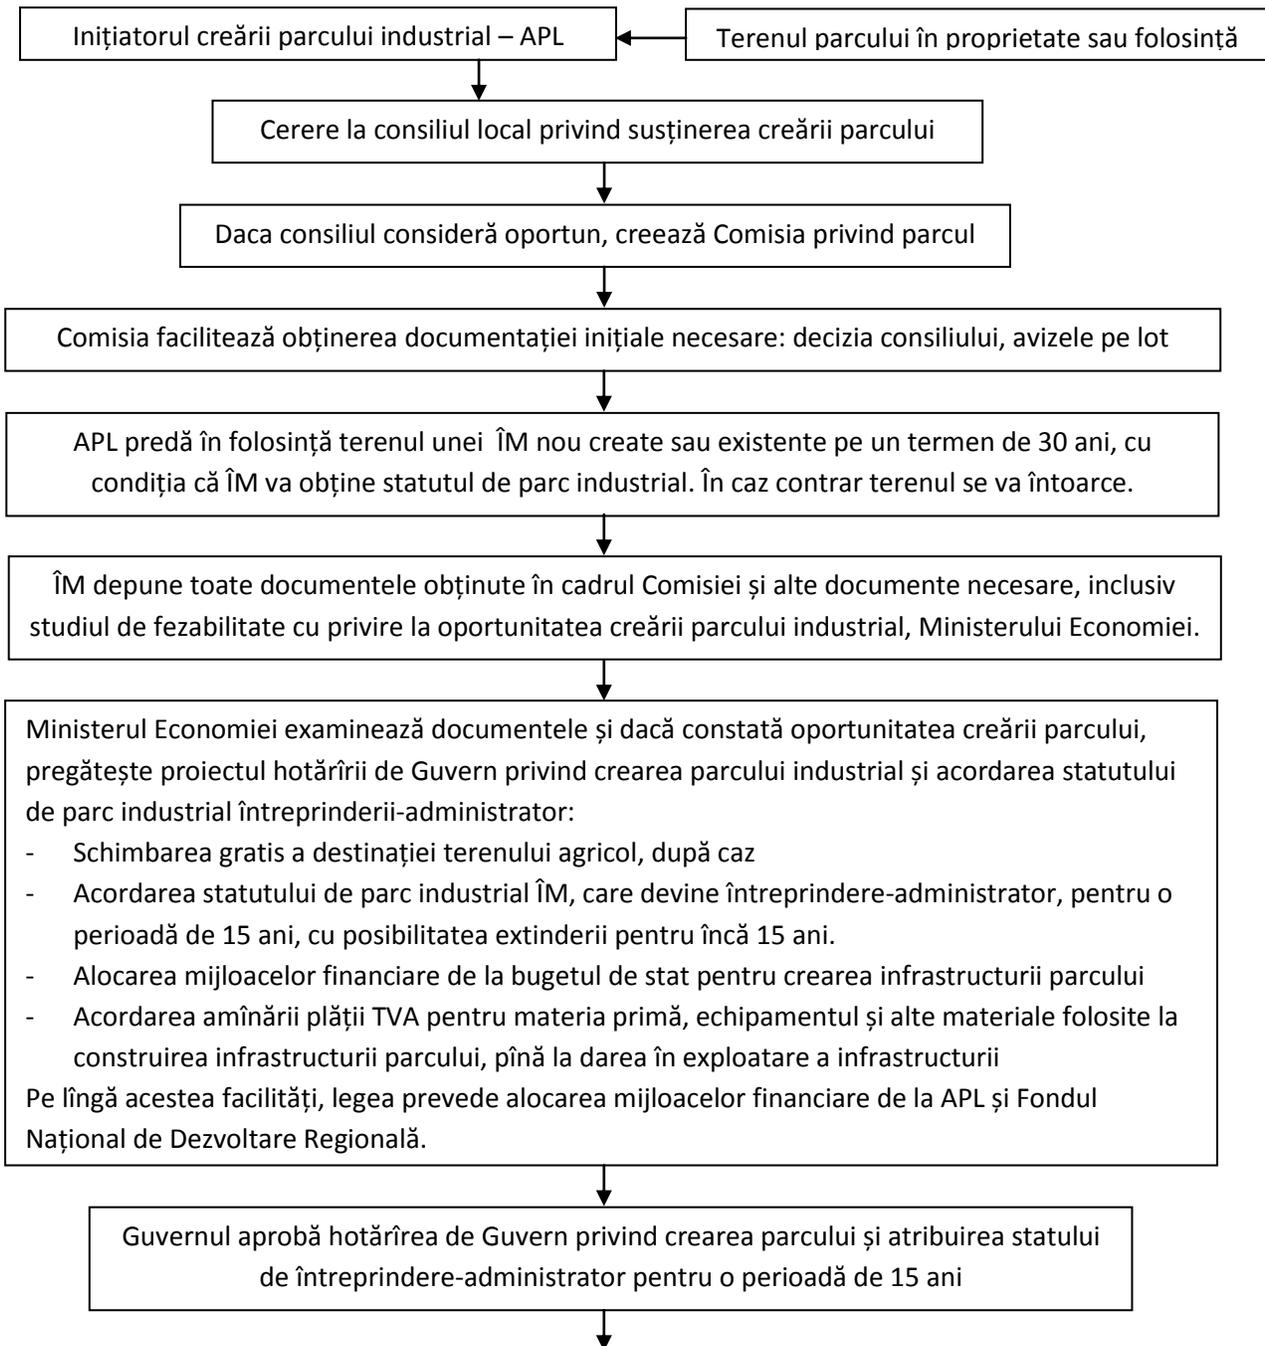 Inițiatorul creării parcului industrial – APL
Terenul parcului în proprietate sau folosință
Cerere la consiliul local privind susținerea creării parcului
Daca consiliul consideră oportun, creează Comisia privind parcul
Comisia facilitează obținerea documentației inițiale necesare: decizia consiliului, avizele pe lot
APL predă în folosință terenul unei ÎM nou create sau existente pe un termen de 30 ani, cu
condiția că ÎM va obține statutul de parc industrial. În caz contrar terenul se va întoarce.
ÎM depune toate documentele obținute în cadrul Comisiei și alte documente necesare, inclusiv
studiul de fezabilitate cu privire la oportunitatea creării parcului industrial, Ministerului Economiei.
Ministerul Economiei examinează documentele și dacă constată oportunitatea creării parcului,
pregătește proiectul hotărîrii de Guvern privind crearea parcului industrial și acordarea statutului
de parc industrial întreprinderii-administrator:
- Schimbarea gratis a destinației terenului agricol, după caz
- Acordarea statutului de parc industrial ÎM, care devine întreprindere-administrator, pentru o
perioadă de 15 ani, cu posibilitatea extinderii pentru încă 15 ani.
- Alocarea mijloacelor financiare de la bugetul de stat pentru crearea infrastructurii parcului
- Acordarea amînării plății TVA pentru materia primă, echipamentul și alte materiale folosite la
construirea infrastructurii parcului, pînă la darea în exploatare a infrastructurii
Pe lîngă acestea facilități, legea prevede alocarea mijloacelor financiare de la APL și Fondul
Național de Dezvoltare Regională.
Guvernul aprobă hotărîrea de Guvern privind crearea parcului și atribuirea statului
de întreprindere-administrator pentru o perioadă de 15 ani